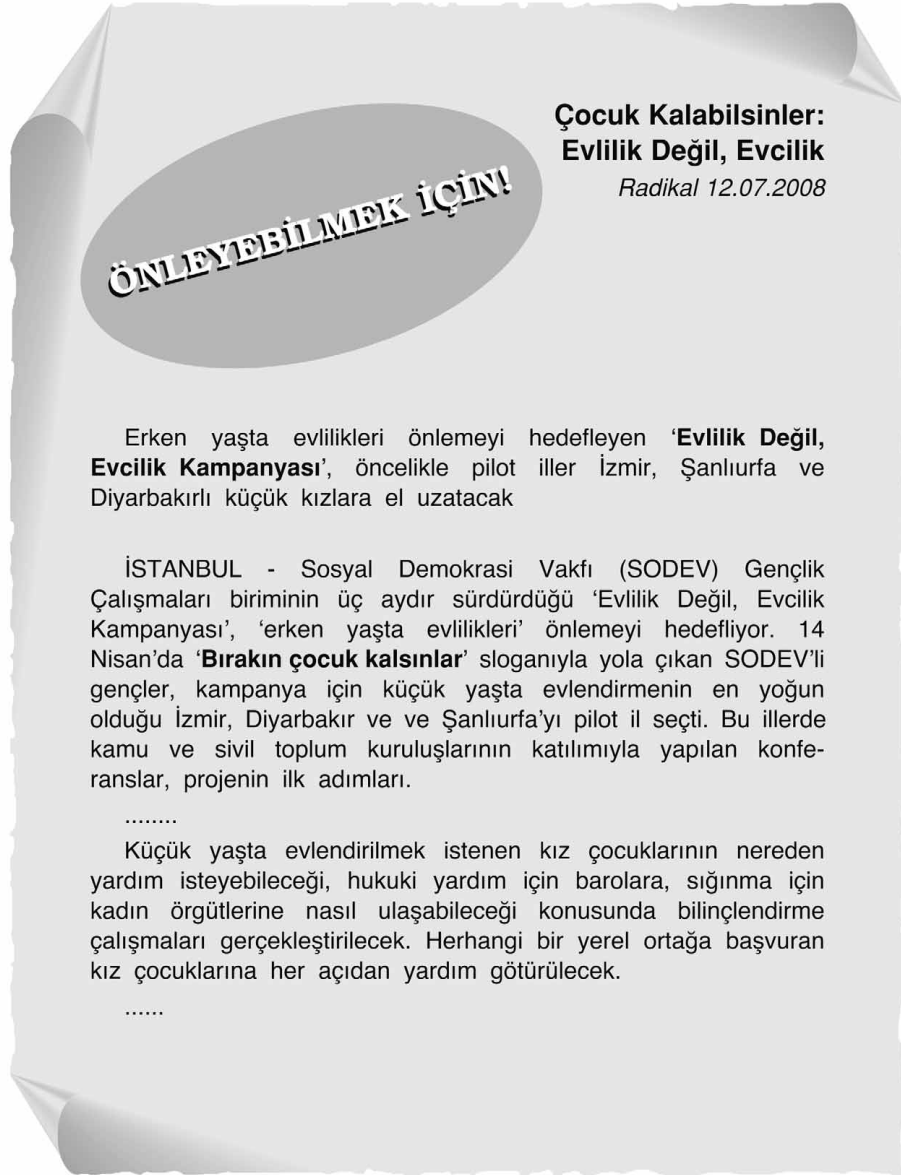 Çocuk Kalabilsinler:
Evlilik Değil, Evcilik
Radikal 12.07.2008
ÖNLEYEBİLMEK İÇİN!
Erken yaşta evlilikleri önlemeyi hedefleyen ‘Evlilik Değil,
Evcilik Kampanyası’, öncelikle pilot iller İzmir, Şanlıurfa ve
Diyarbakırlı küçük kızlara el uzatacak
İSTANBUL - Sosyal Demokrasi Vakfı (SODEV) Gençlik
Çalışmaları biriminin üç aydır sürdürdüğü ‘Evlilik Değil, Evcilik
Kampanyası’, ‘erken yaşta evlilikleri’ önlemeyi hedefliyor. 14
Nisan’da ‘Bırakın çocuk kalsınlar’ sloganıyla yola çıkan SODEV’li
gençler, kampanya için küçük yaşta evlendirmenin en yoğun
olduğu İzmir, Diyarbakır ve ve Şanlıurfa’yı pilot il seçti. Bu illerde
kamu ve sivil toplum kuruluşlarının katılımıyla yapılan konfe-
ranslar, projenin ilk adımları.
........
Küçük yaşta evlendirilmek istenen kız çocuklarının nereden
yardım isteyebileceği, hukuki yardım için barolara, sığınma için
kadın örgütlerine nasıl ulaşabileceği konusunda bilinçlendirme
çalışmaları gerçekleştirilecek. Herhangi bir yerel ortağa başvuran
kız çocuklarına her açıdan yardım götürülecek.
......